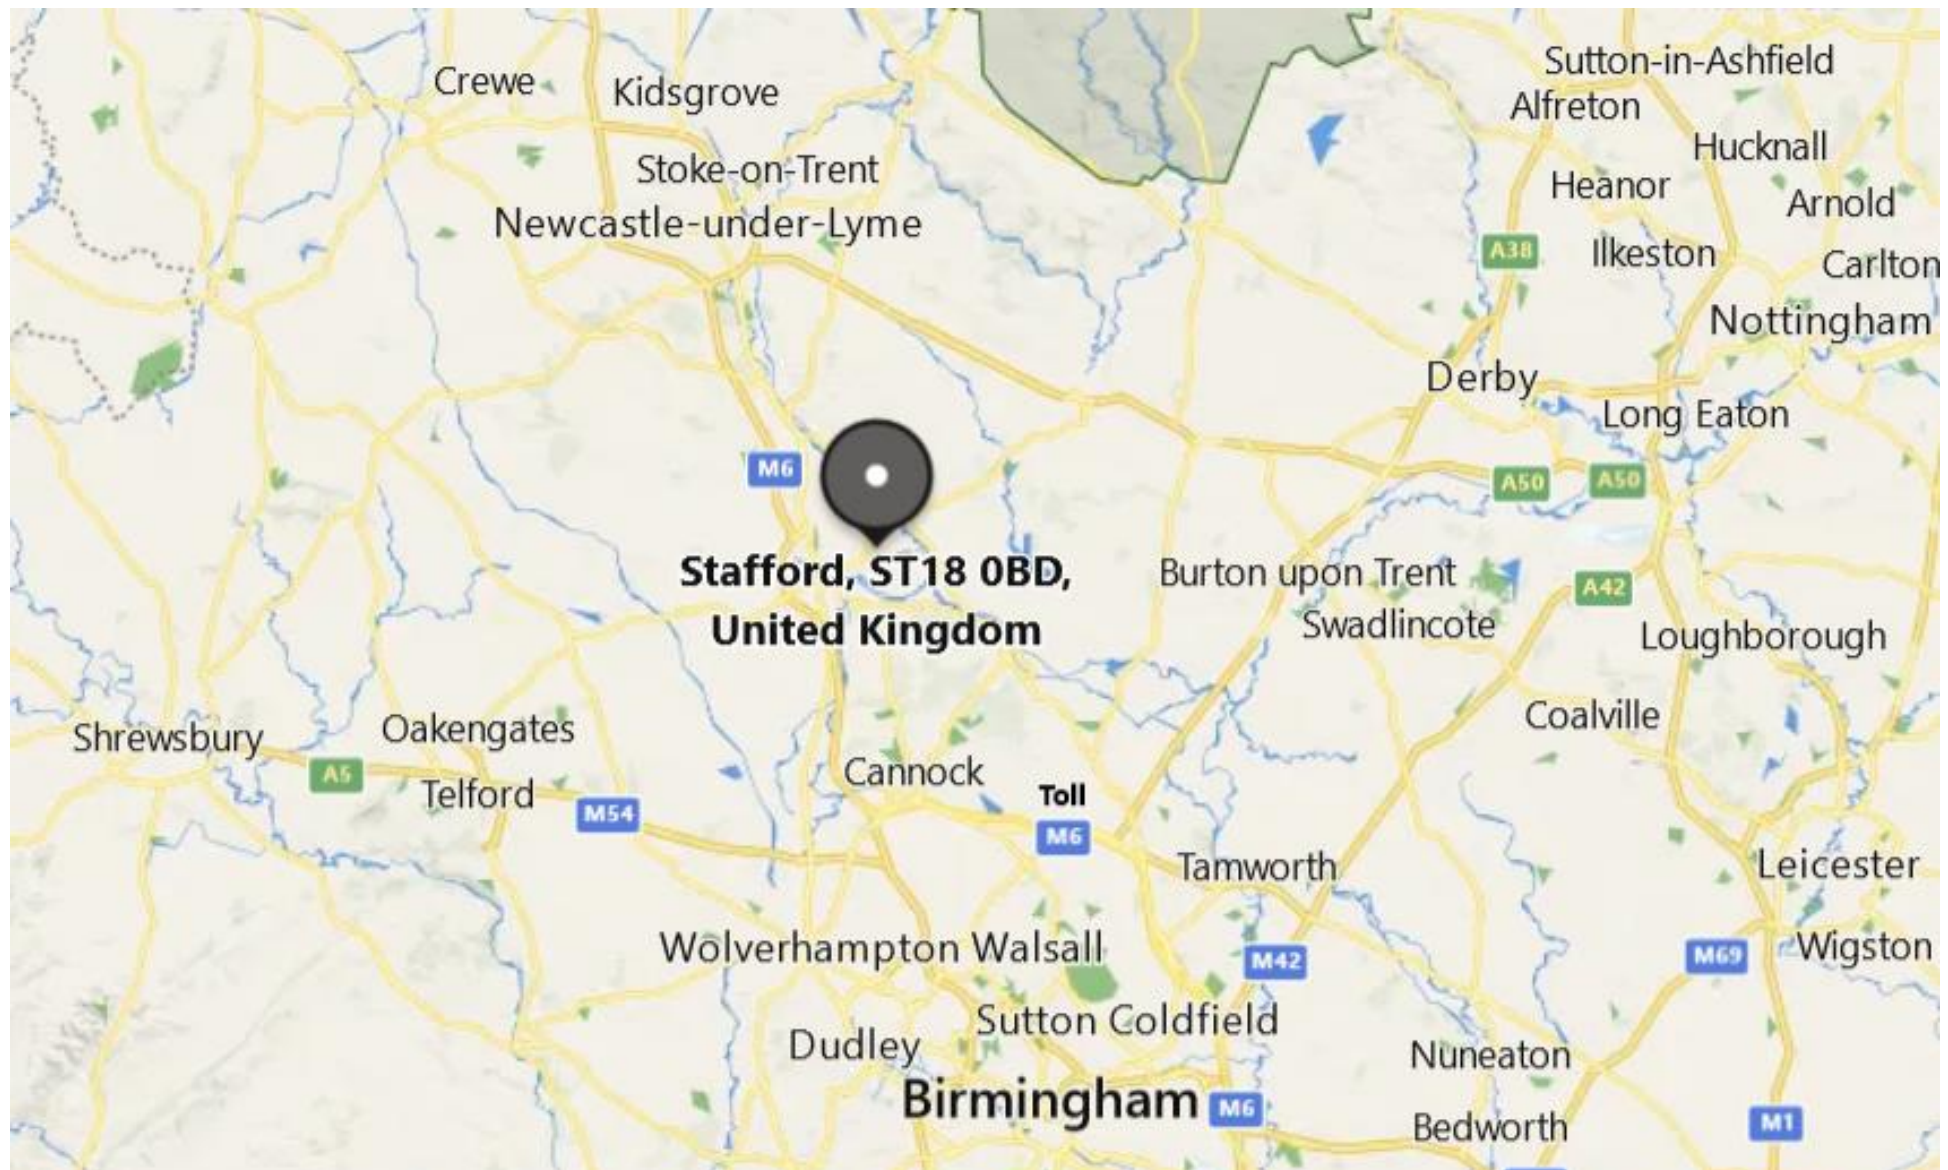 Sutton-in-Ashfield
Crewe
Kidsgrove
Alfreton
Hucknall
Stoke-on-Trent
Heanor
Arnold
Newcastle-under-Lyme
A38
Ilkeston
Carlton
Nottingham
Derby
Long Eaton
M6
A50
A50
Stafford, ST18 0BD,
United Kingdom
Burton upon Trent
A42
Swadlincote
Loughborough
Coalville
Shrewsbury
Oakengates
A5
Cannock
Telford
Toll
M54
M6
Tamworth
Leicester
Wolverhampton
Walsall
M42
M69
Wigston
Sutton Coldfield
Dudley
Nuneaton
Birmingham
M6
Bedworth
M1